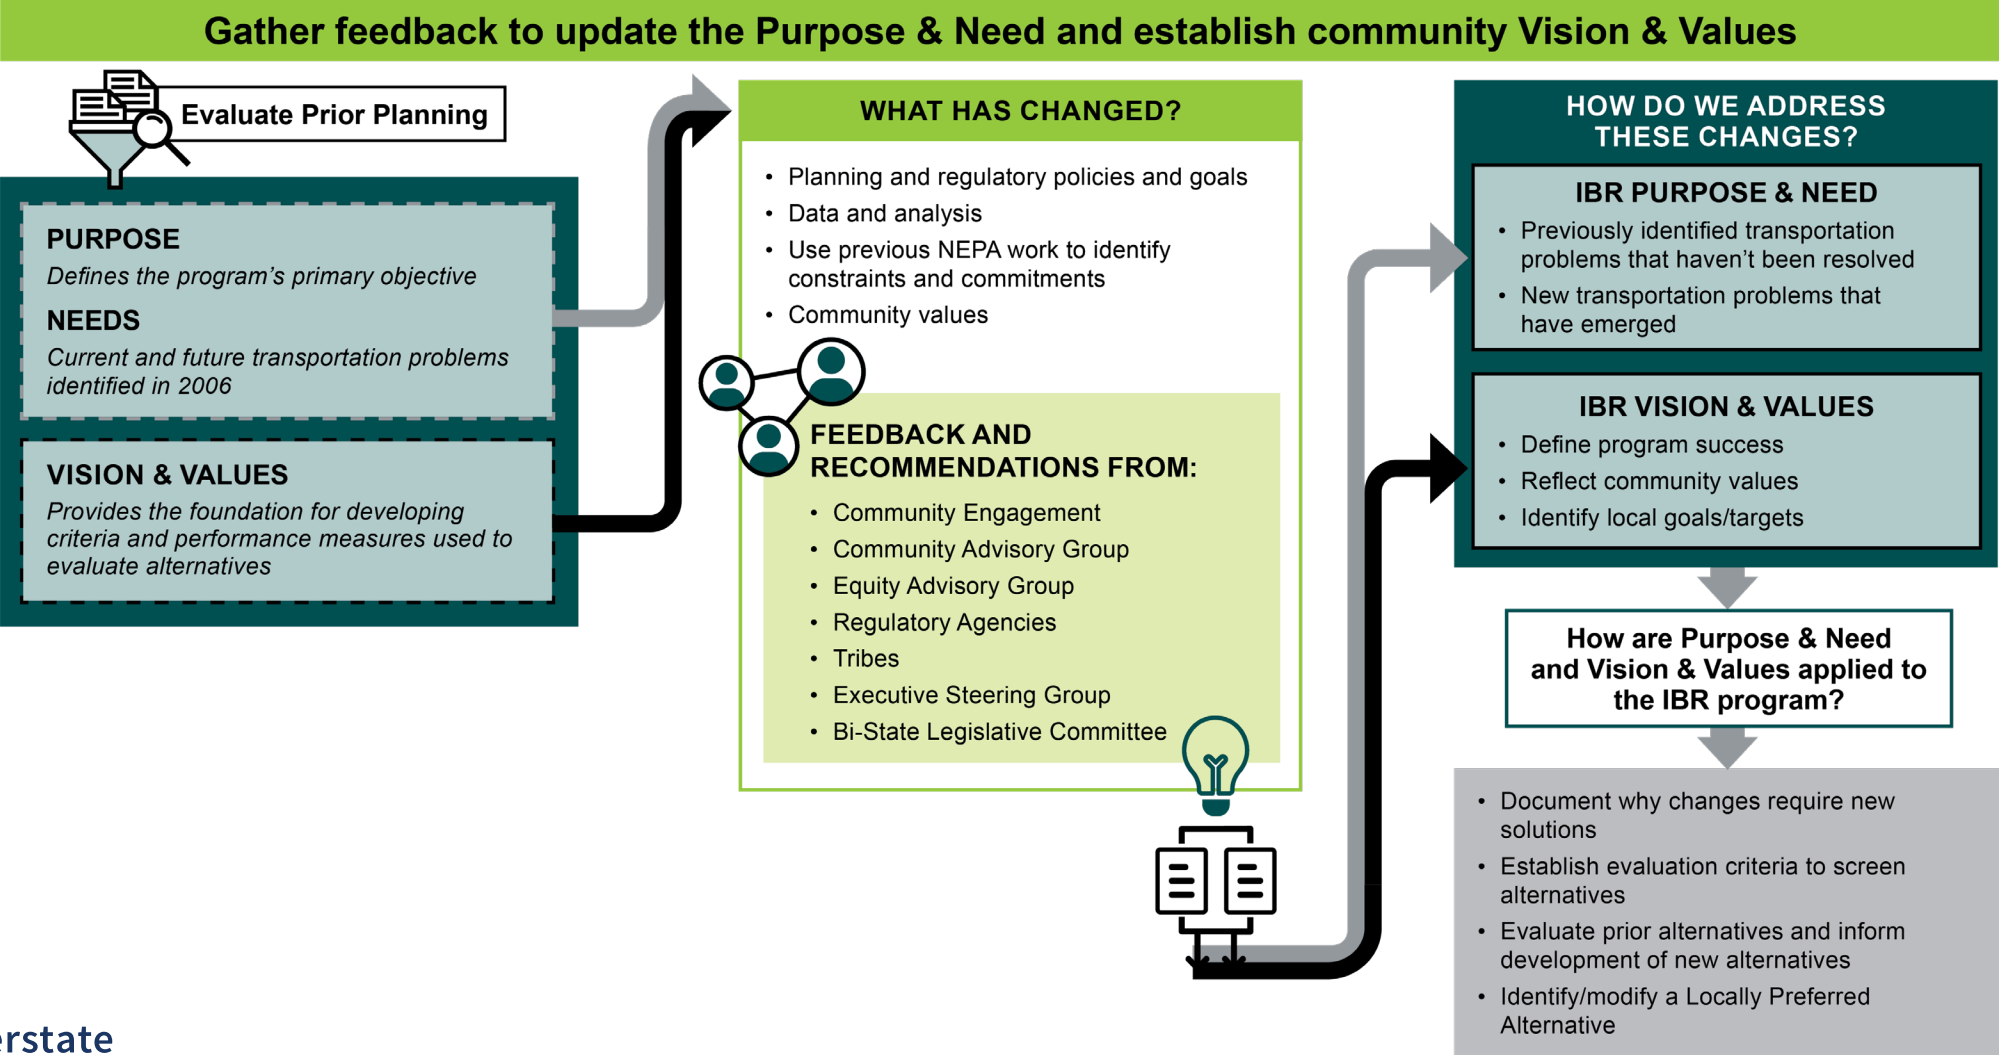 Gather feedback to update the Purpose & Need and establish community Vision & Values
Evaluate Prior Planning
PURPOSE
Defines the program's primary objective
NEEDS
Current and future transportation problems
identified in 2006
VISION & VALUES
Provides the foundation for developing
criteria and performance measures used to
evaluate alternatives
WHAT HAS CHANGED?
• Planning and regulatory policies and goals
• Data and analysis
• Use previous NEPA work to identify
constraints and commitments
• Community values
FEEDBACK AND
RECOMMENDATIONS FROM:
• Community Engagement
• Community Advisory Group
• Equity Advisory Group
• Regulatory Agencies
• Tribes
• Executive Steering Group
• Bi-State Legislative Committee
HOW DO WE ADDRESS
THESE CHANGES?
IBR PURPOSE & NEED
• Previously identified transportation
problems that haven't been resolved
• New transportation problems that
have emerged
IBR VISION & VALUES
• Define program success
• Reflect community values
• Identify local goals/targets
How are Purpose & Need
and Vision & Values applied to
the IBR program?
• Document why changes require new
solutions
• Establish evaluation criteria to screen
alternatives
• Evaluate prior alternatives and inform
development of new alternatives
• Identify/modify a Locally Preferred
Alternative
erstate